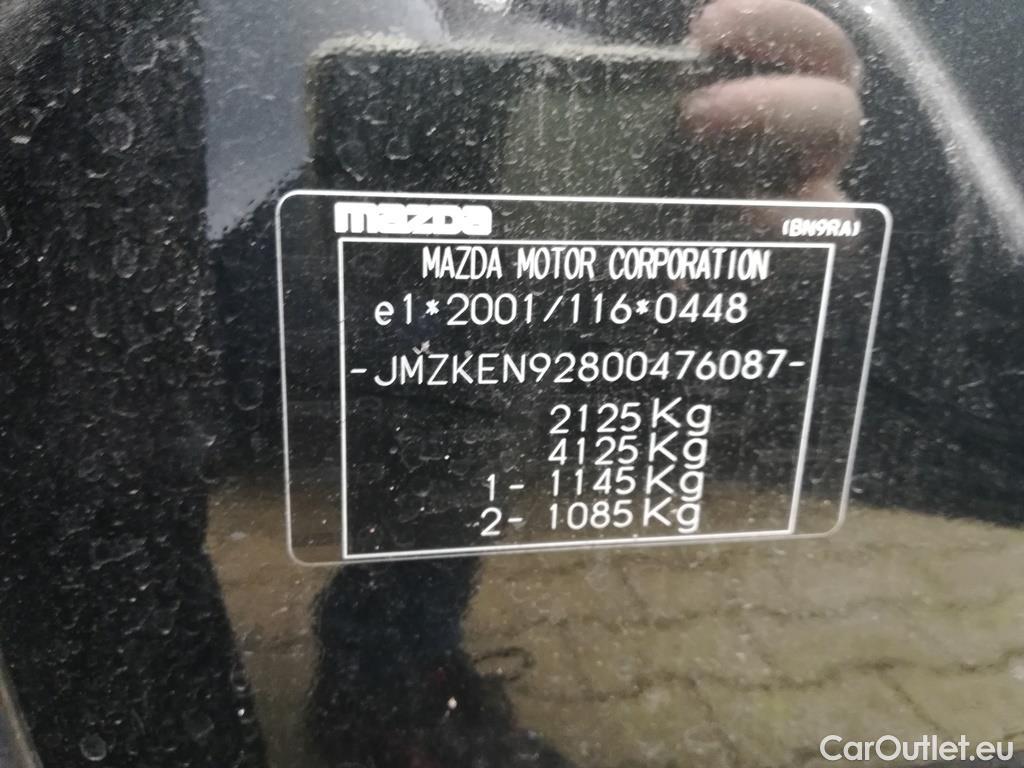 mazda
(BN9RA)
MAZDA MOTOR CORPORATION
e1*2001/116*0448
-JMZKEN92800476087-
2125Kg
4125Kg
1- 1145Kg
2- 1085Kg
CarOutlet.eu